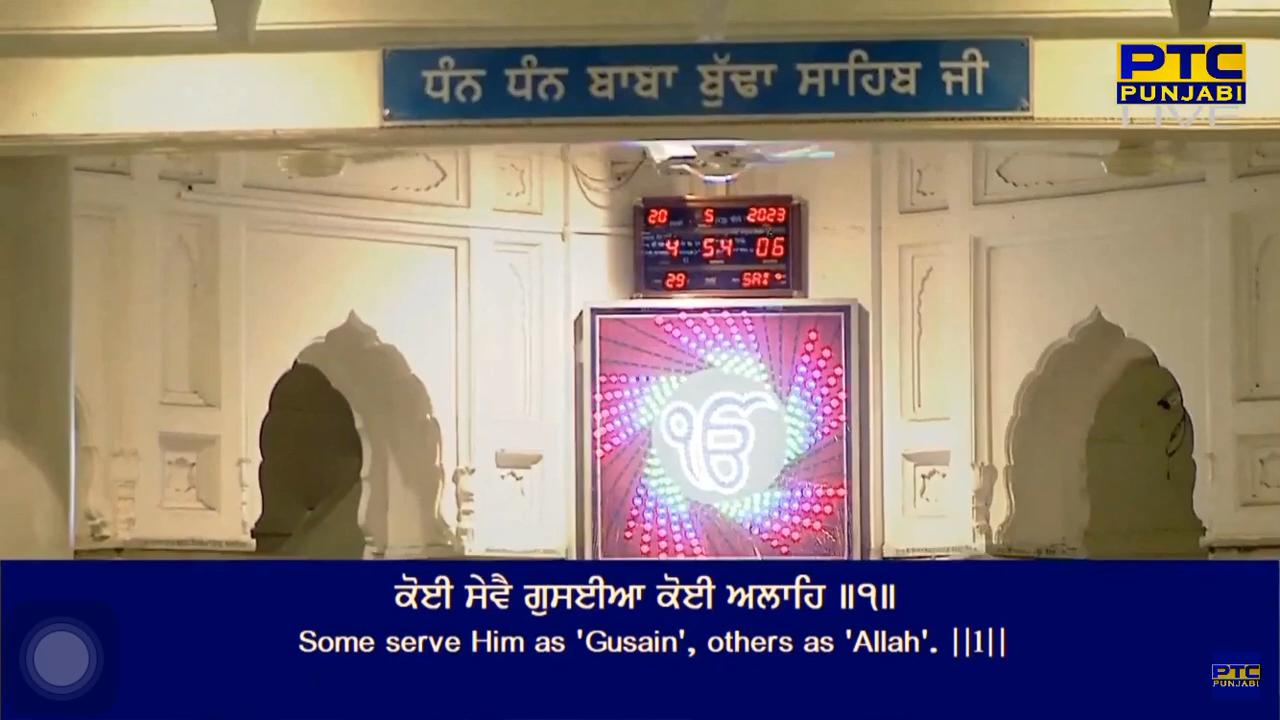 ਧੰਨ ਧੰਨ ਬਾਬਾ ਬੁੱਢਾ ਸਾਹਿਬ ਜੀ
PTC
PUNJABI
LIVE
20 5 2023
4 54 06
29 SAT
ੴ
ਕੋਈ ਸੇਵੈ ਗੁਸਈਆ ਕੋਈ ਅਲਾਹਿ ॥੧॥
Some serve Him as 'Gusain', others as 'Allah'. ||1||
PTC
PUNJABI